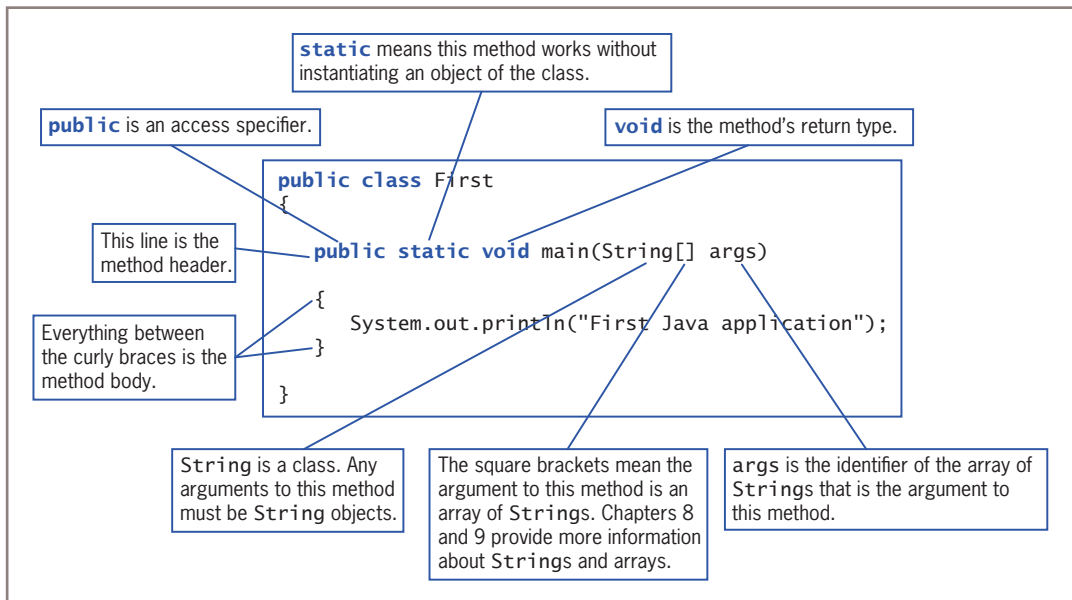 static means this method works without
instantiating an object of the class.
public is an access specifier.
void is the method's return type.
public class First
{
This line is the
method header.
public static void main(String[] args)
{
System.out.println("First Java application");
}
Everything between
the curly braces is the
method body.
}
String is a class. Any
arguments to this method
must be String objects.
The square brackets mean the
argument to this method is an
array of Strings. Chapters 8
and 9 provide more information
about Strings and arrays.
args is the identifier of the array of
Strings that is the argument to
this method.